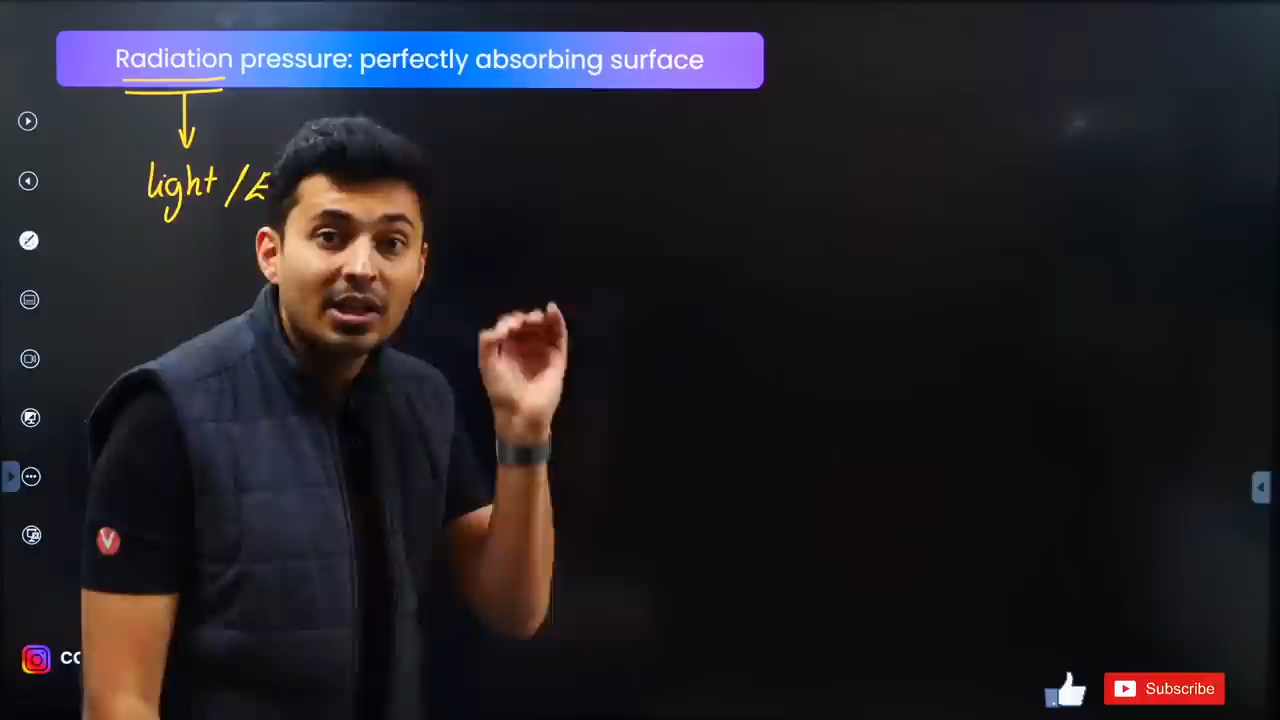 Radiation pressure: perfectly absorbing surface
light / E
V
Subscribe